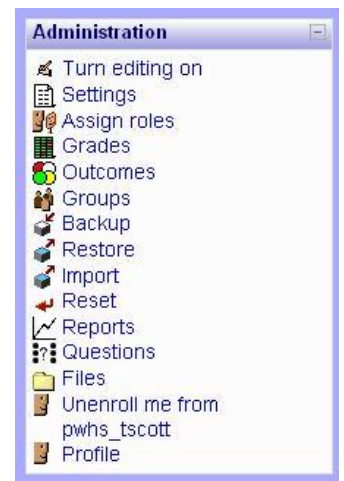 Administration
Turn editing on
Settings
Assign roles
Grades
Outcomes
Groups
Backup
Restore
Import
Reset
Reports
Questions
Files
Unenroll me from
pwhs_tscott
Profile